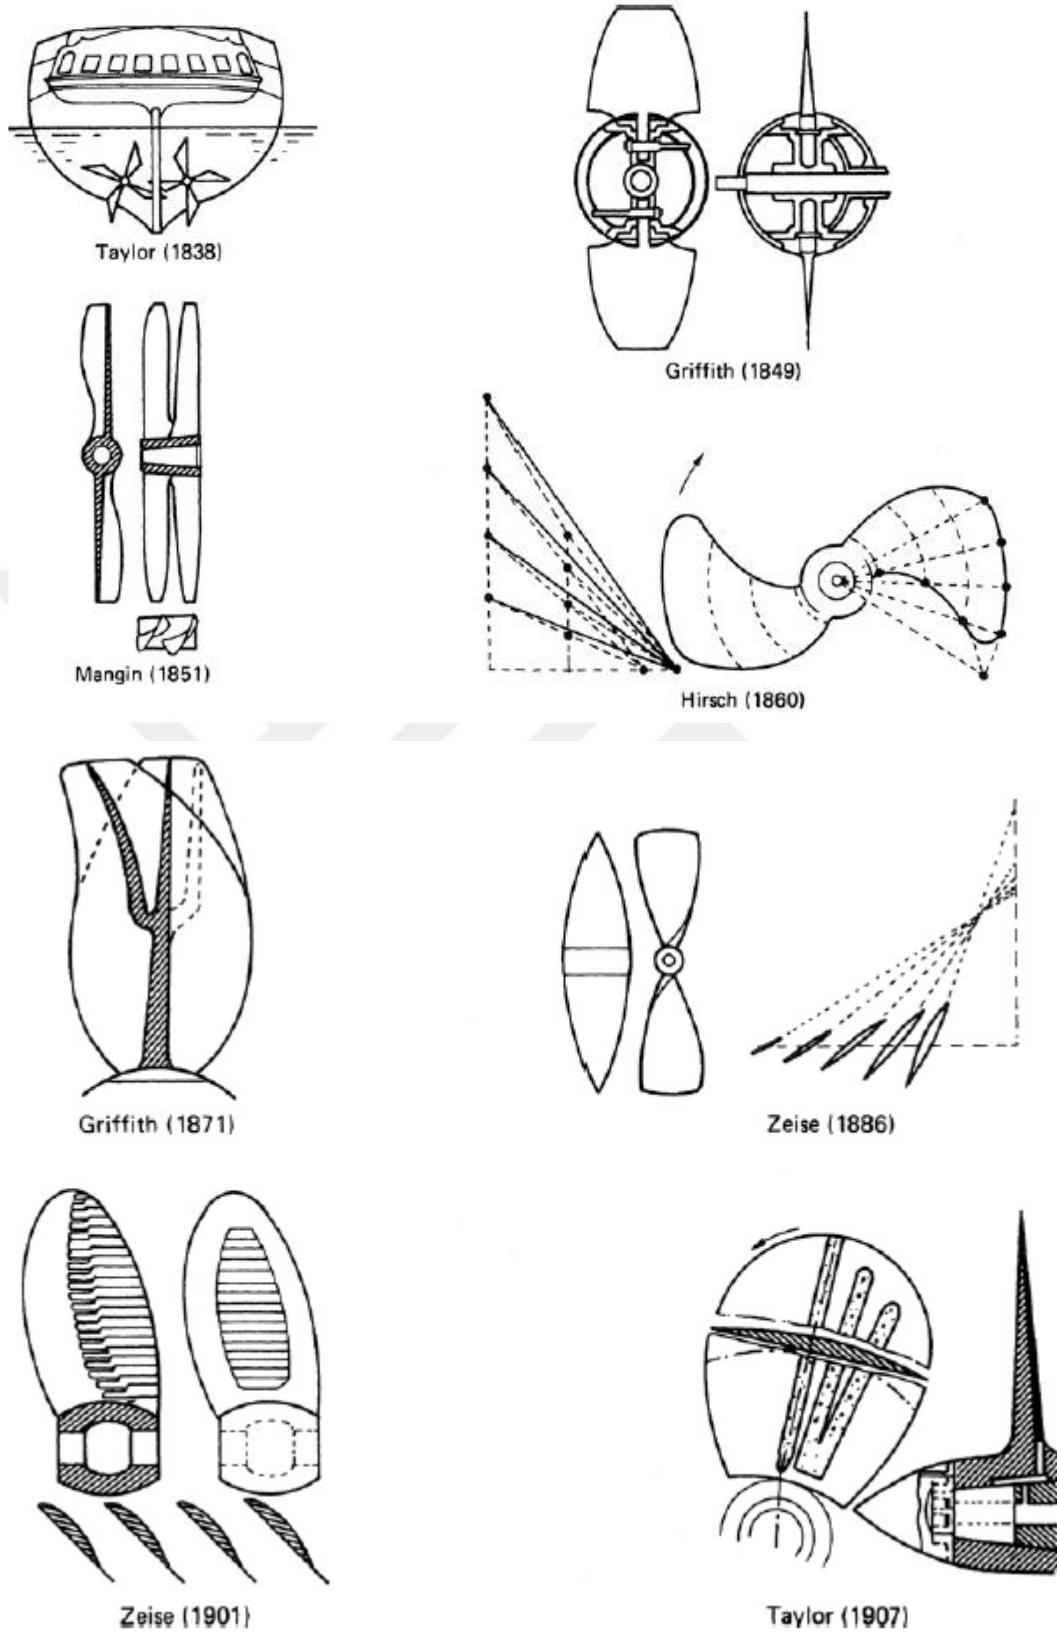 Taylor (1838)
Griffith (1849)
Mangin (1851)
Hirsch (1860)
Griffith (1871)
Zeise (1886)
Zeise (1901)
Taylor (1907)